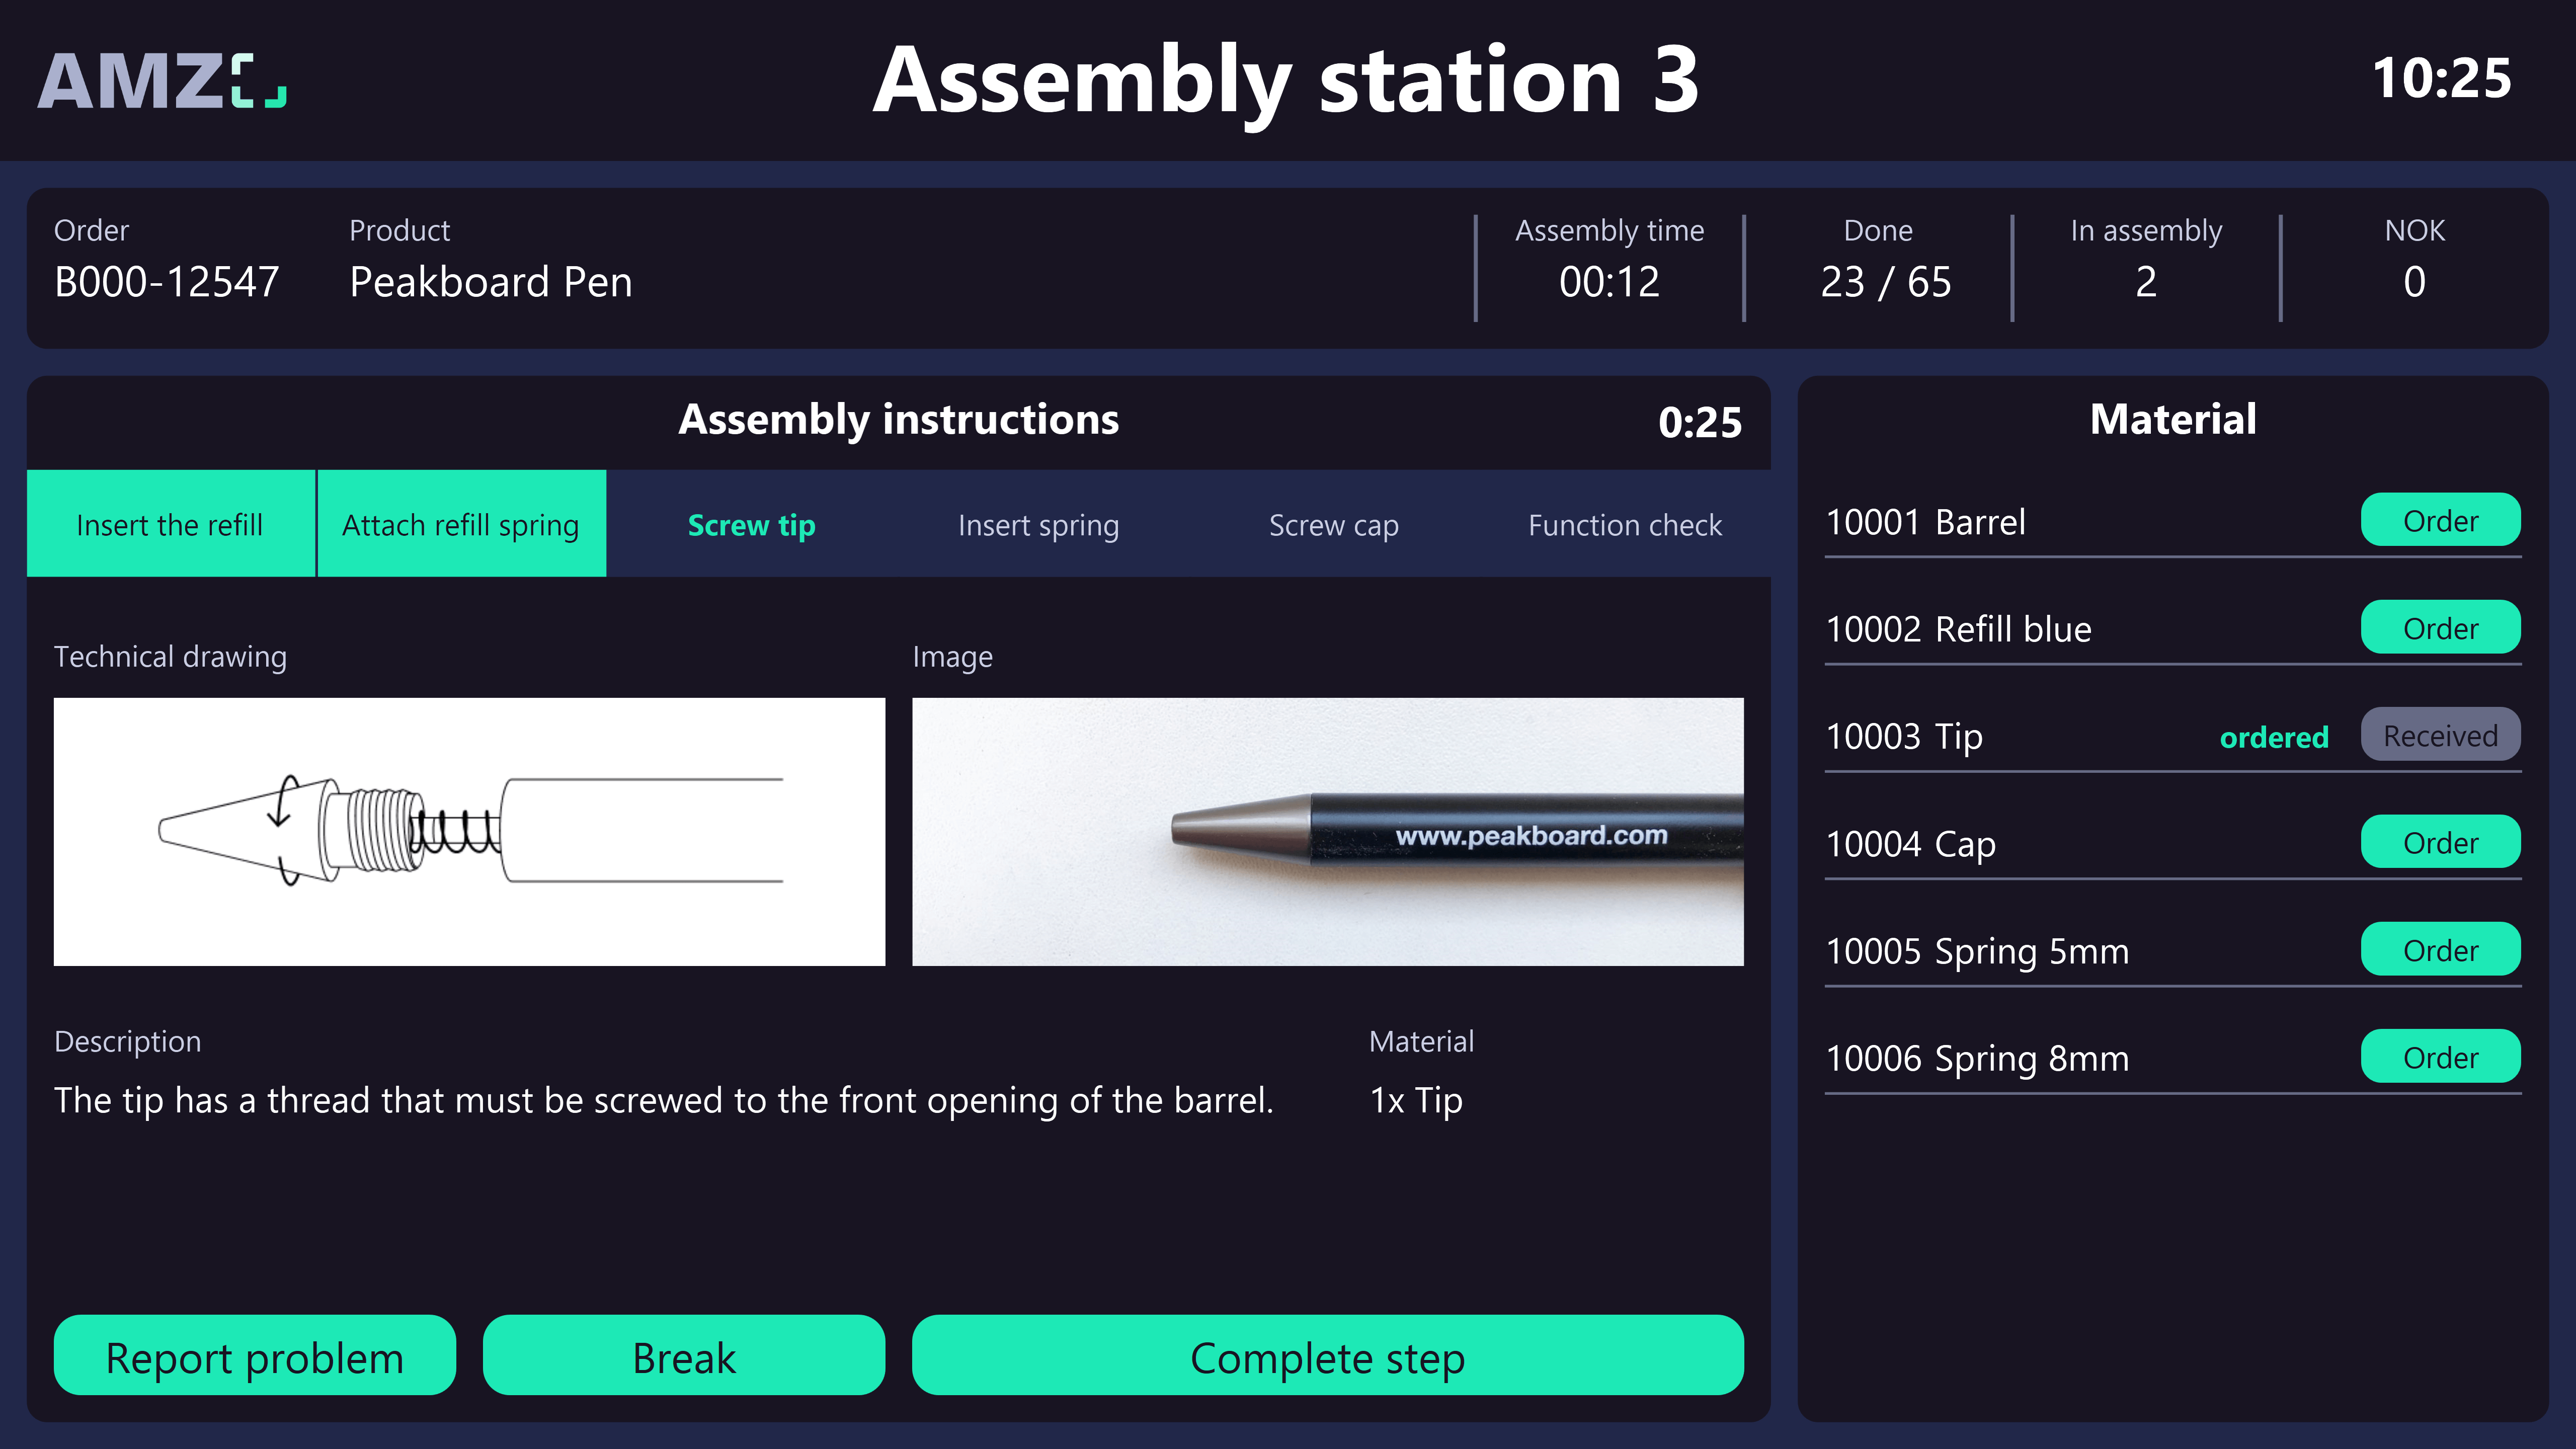 AMZ
Assembly station 3
10:25
Order
B000-12547
Product
Peakboard Pen
Assembly time
00:12
Done
23 / 65
In assembly
2
NOK
0
Assembly instructions
0:25
Insert the refill
Attach refill spring
Screw tip
Insert spring
Screw cap
Function check
Technical drawing
Image
www.peakboard.com
Description
The tip has a thread that must be screwed to the front opening of the barrel.
Material
1x Tip
Report problem
Break
Complete step
Material
10001 Barrel Order
10002 Refill blue Order
10003 Tip ordered Received
10004 Cap Order
10005 Spring 5mm Order
10006 Spring 8mm Order